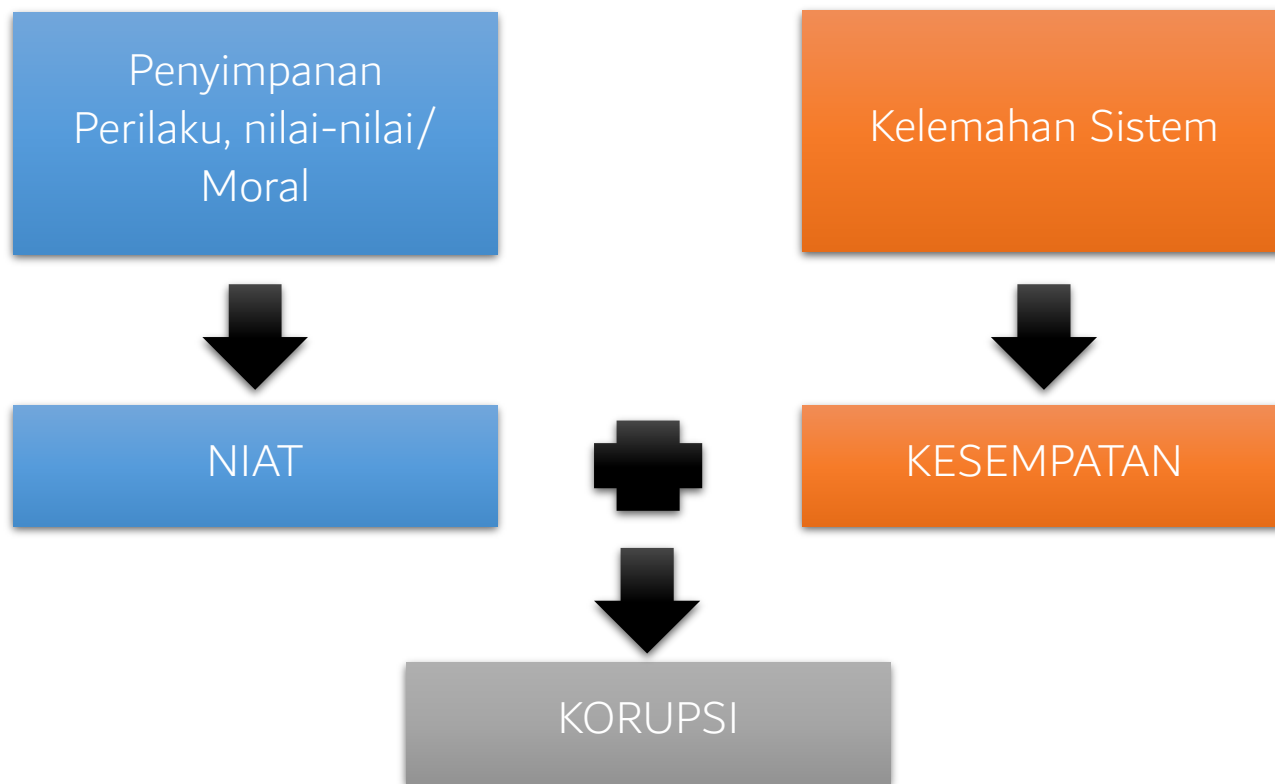 Penyimpanan
Perilaku, nilai-nilai/
Moral
Kelemahan Sistem
NIAT
KESEMPATAN
KORUPSI